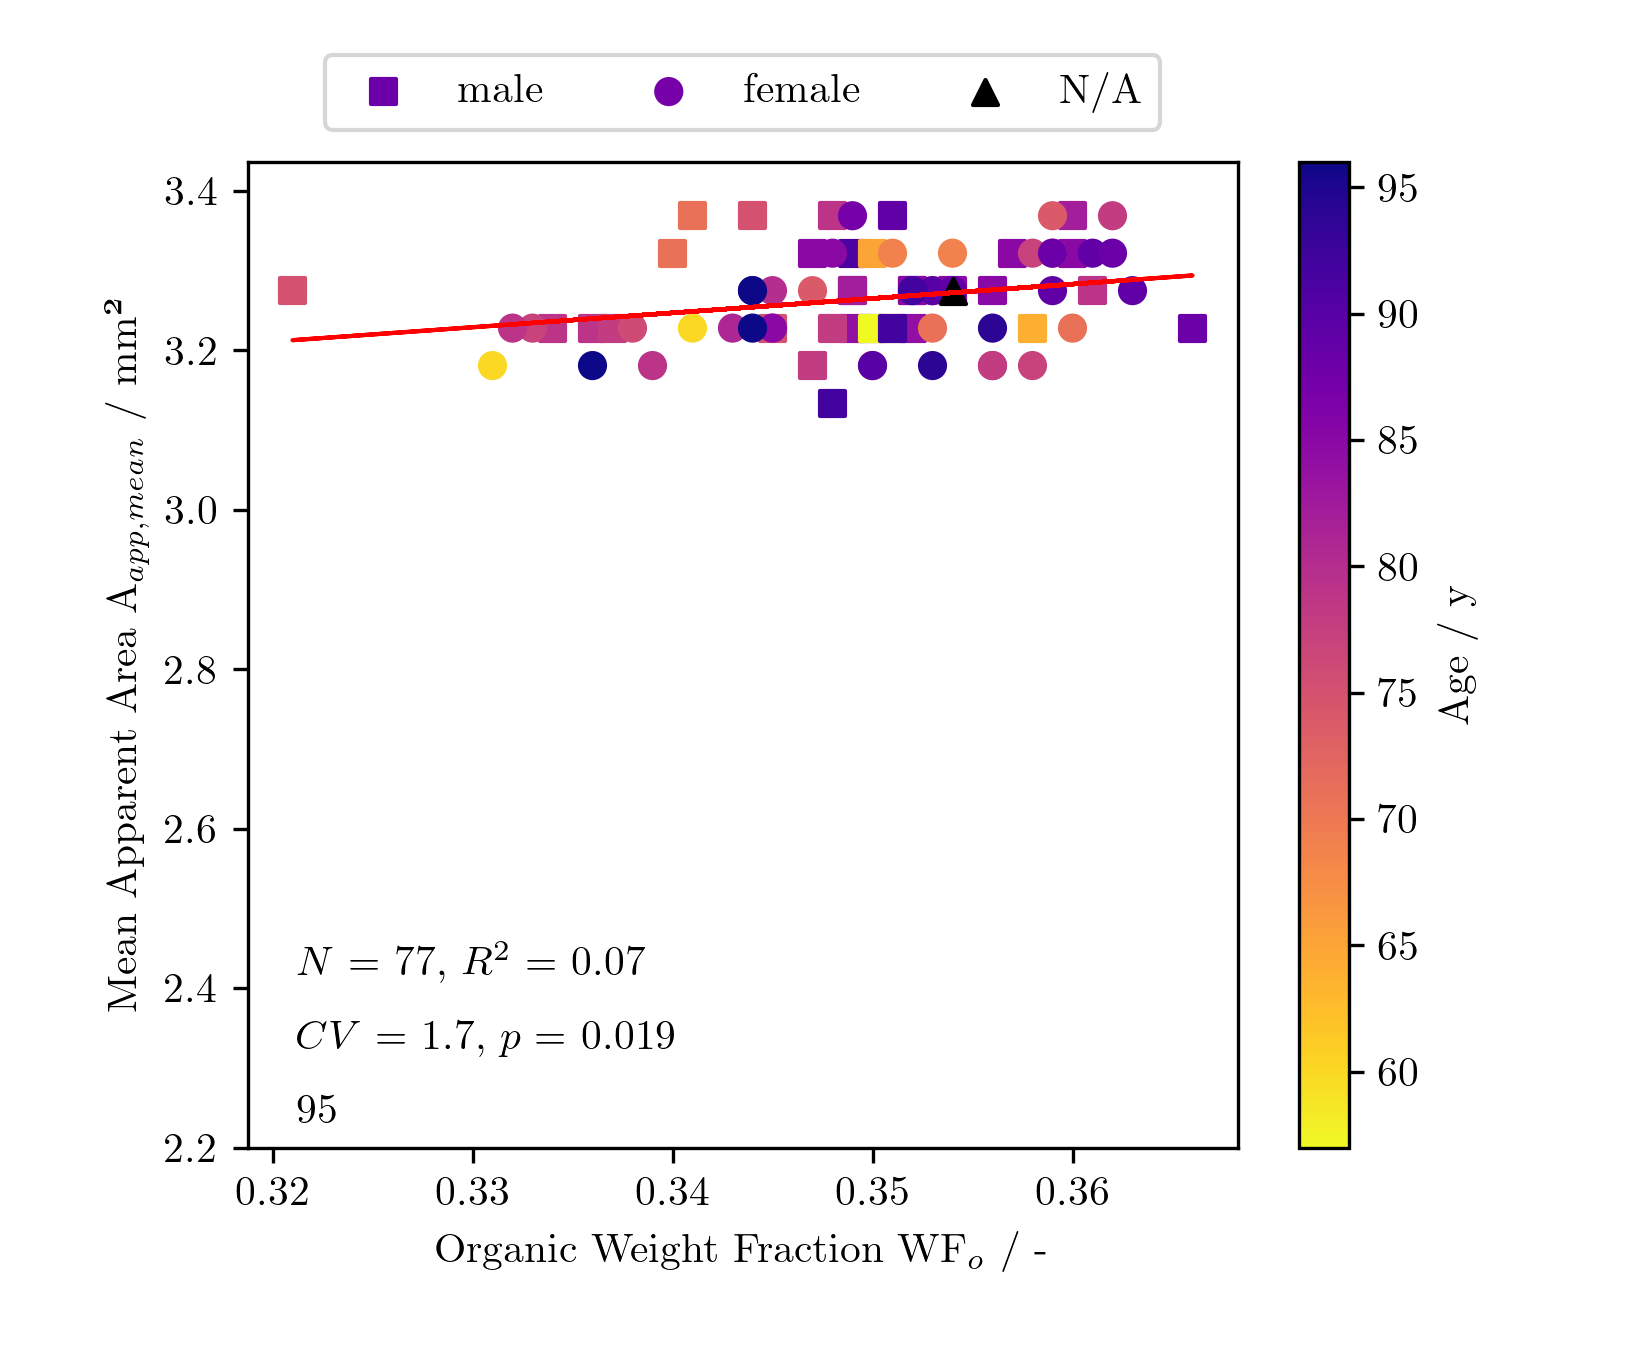 male female N/A
3.4
3.2
3.0
2.8
2.6
2.4
2.2
Mean Apparent Area A_app,mean / mm²
N = 77, R² = 0.07
CV = 1.7, p = 0.019
95
0.32 0.33 0.34 0.35 0.36
Organic Weight Fraction WF_o / -
95
90
85
80
75
70
65
60
Age / y